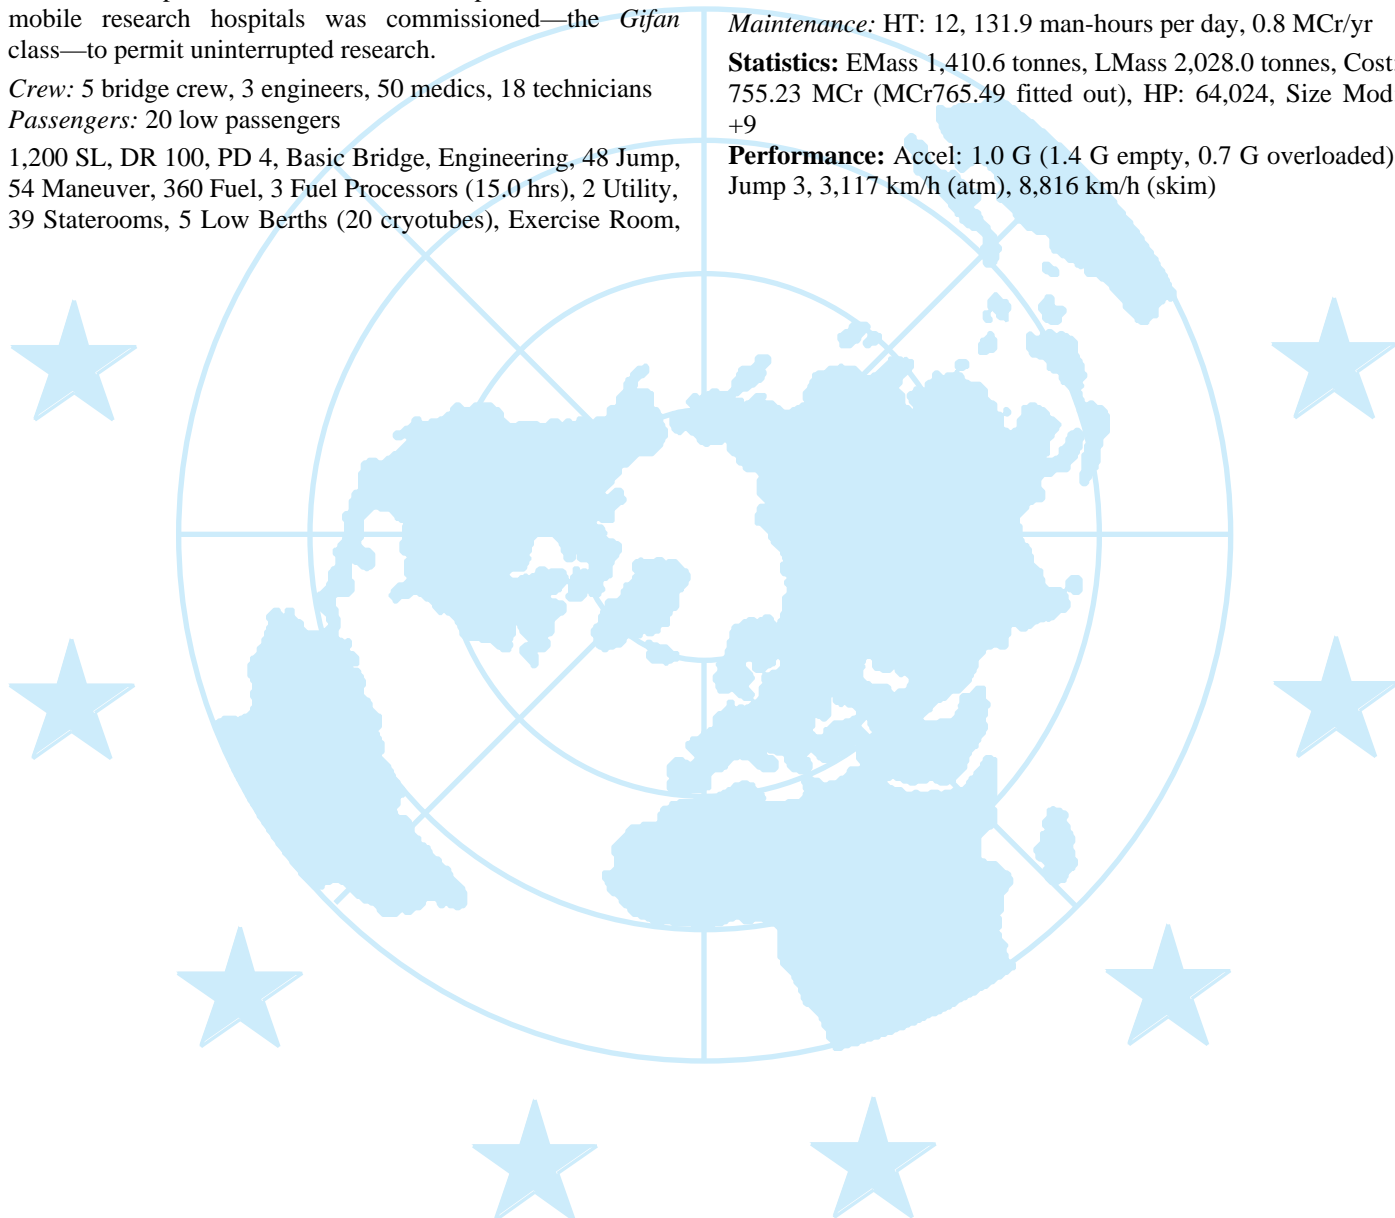 mobile research hospitals was commissioned—the Gifan
class—to permit uninterrupted research.
Crew: 5 bridge crew, 3 engineers, 50 medics, 18 technicians
Passengers: 20 low passengers
1,200 SL, DR 100, PD 4, Basic Bridge, Engineering, 48 Jump,
54 Maneuver, 360 Fuel, 3 Fuel Processors (15.0 hrs), 2 Utility,
39 Staterooms, 5 Low Berths (20 cryotubes), Exercise Room,
Maintenance: HT: 12, 131.9 man-hours per day, 0.8 MCr/yr
Statistics: EMass 1,410.6 tonnes, LMass 2,028.0 tonnes, Cost:
755.23 MCr (MCr765.49 fitted out), HP: 64,024, Size Mod
+9
Performance: Accel: 1.0 G (1.4 G empty, 0.7 G overloaded)
Jump 3, 3,117 km/h (atm), 8,816 km/h (skim)